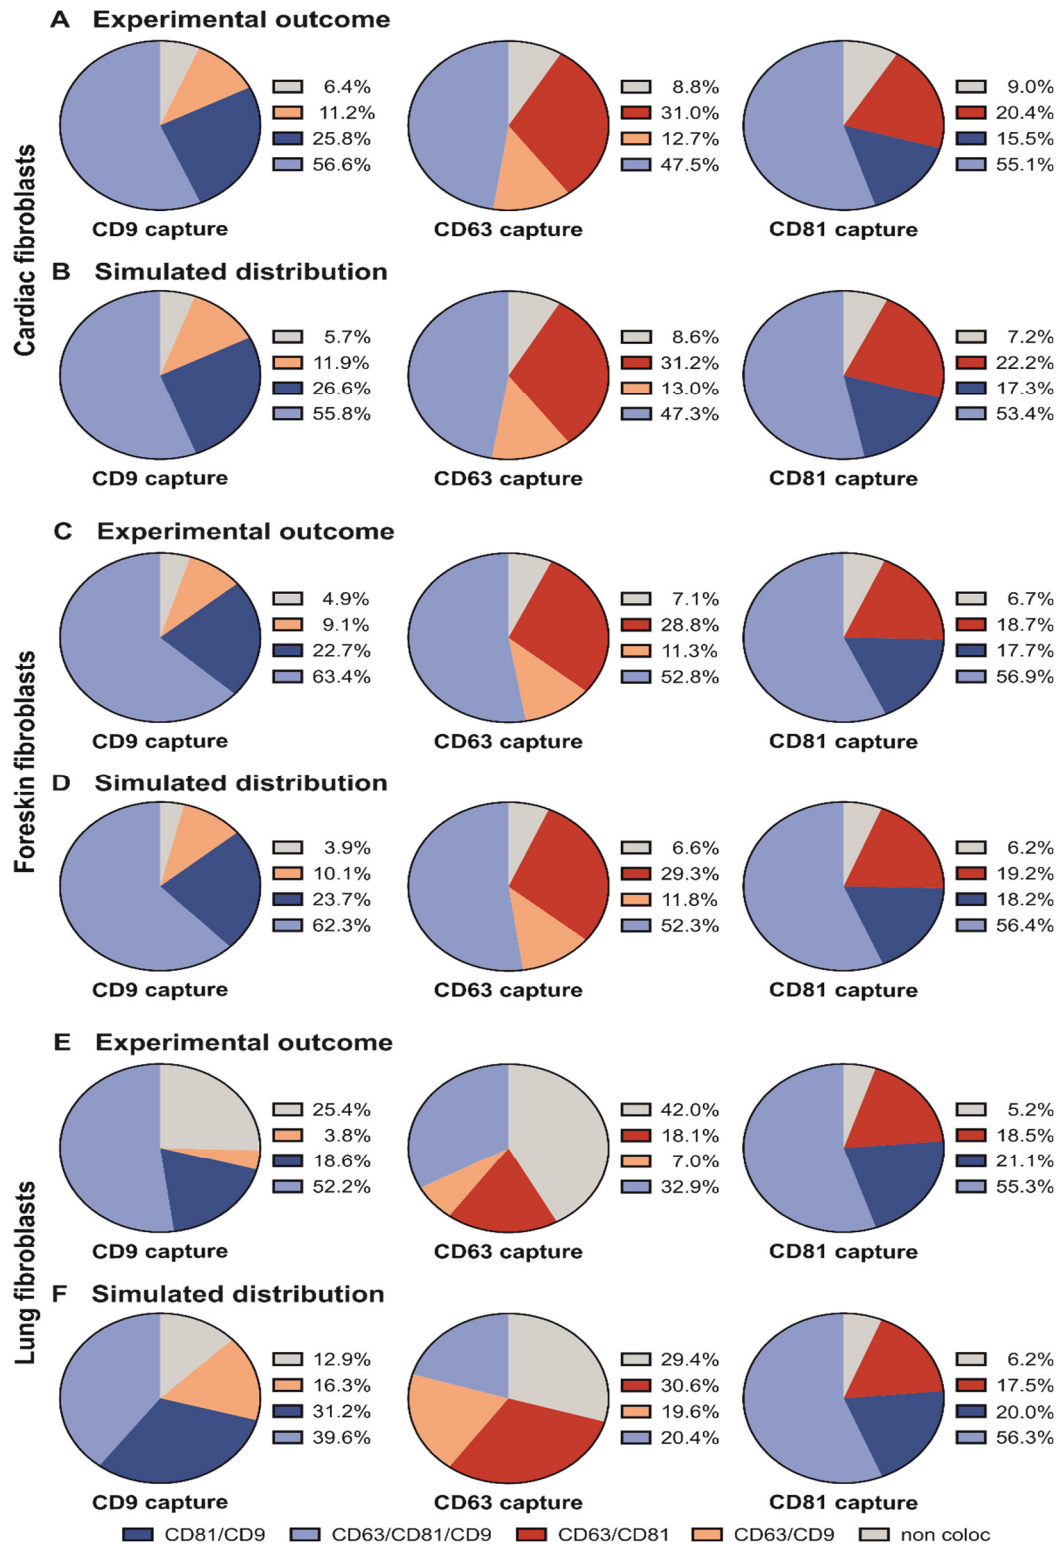 A Experimental outcome
6.4%
11.2%
25.8%
56.6%
CD9 capture
8.8%
31.0%
12.7%
47.5%
CD63 capture
9.0%
20.4%
15.5%
55.1%
CD81 capture
Cardiac fibroblasts
B Simulated distribution
5.7%
11.9%
26.6%
55.8%
CD9 capture
8.6%
31.2%
13.0%
47.3%
CD63 capture
7.2%
22.2%
17.3%
53.4%
CD81 capture
C Experimental outcome
4.9%
9.1%
22.7%
63.4%
CD9 capture
7.1%
28.8%
11.3%
52.8%
CD63 capture
6.7%
18.7%
17.7%
56.9%
CD81 capture
Foreskin fibroblasts
D Simulated distribution
3.9%
10.1%
23.7%
62.3%
CD9 capture
6.6%
29.3%
11.8%
52.3%
CD63 capture
6.2%
19.2%
18.2%
56.4%
CD81 capture
E Experimental outcome
25.4%
3.8%
18.6%
52.2%
CD9 capture
42.0%
18.1%
7.0%
32.9%
CD63 capture
5.2%
18.5%
21.1%
55.3%
CD81 capture
Lung fibroblasts
F Simulated distribution
12.9%
16.3%
31.2%
39.6%
CD9 capture
29.4%
30.6%
19.6%
20.4%
CD63 capture
6.2%
17.5%
20.0%
56.3%
CD81 capture
CD81/CD9 CD63/CD81/CD9 CD63/CD81 CD63/CD9 non coloc